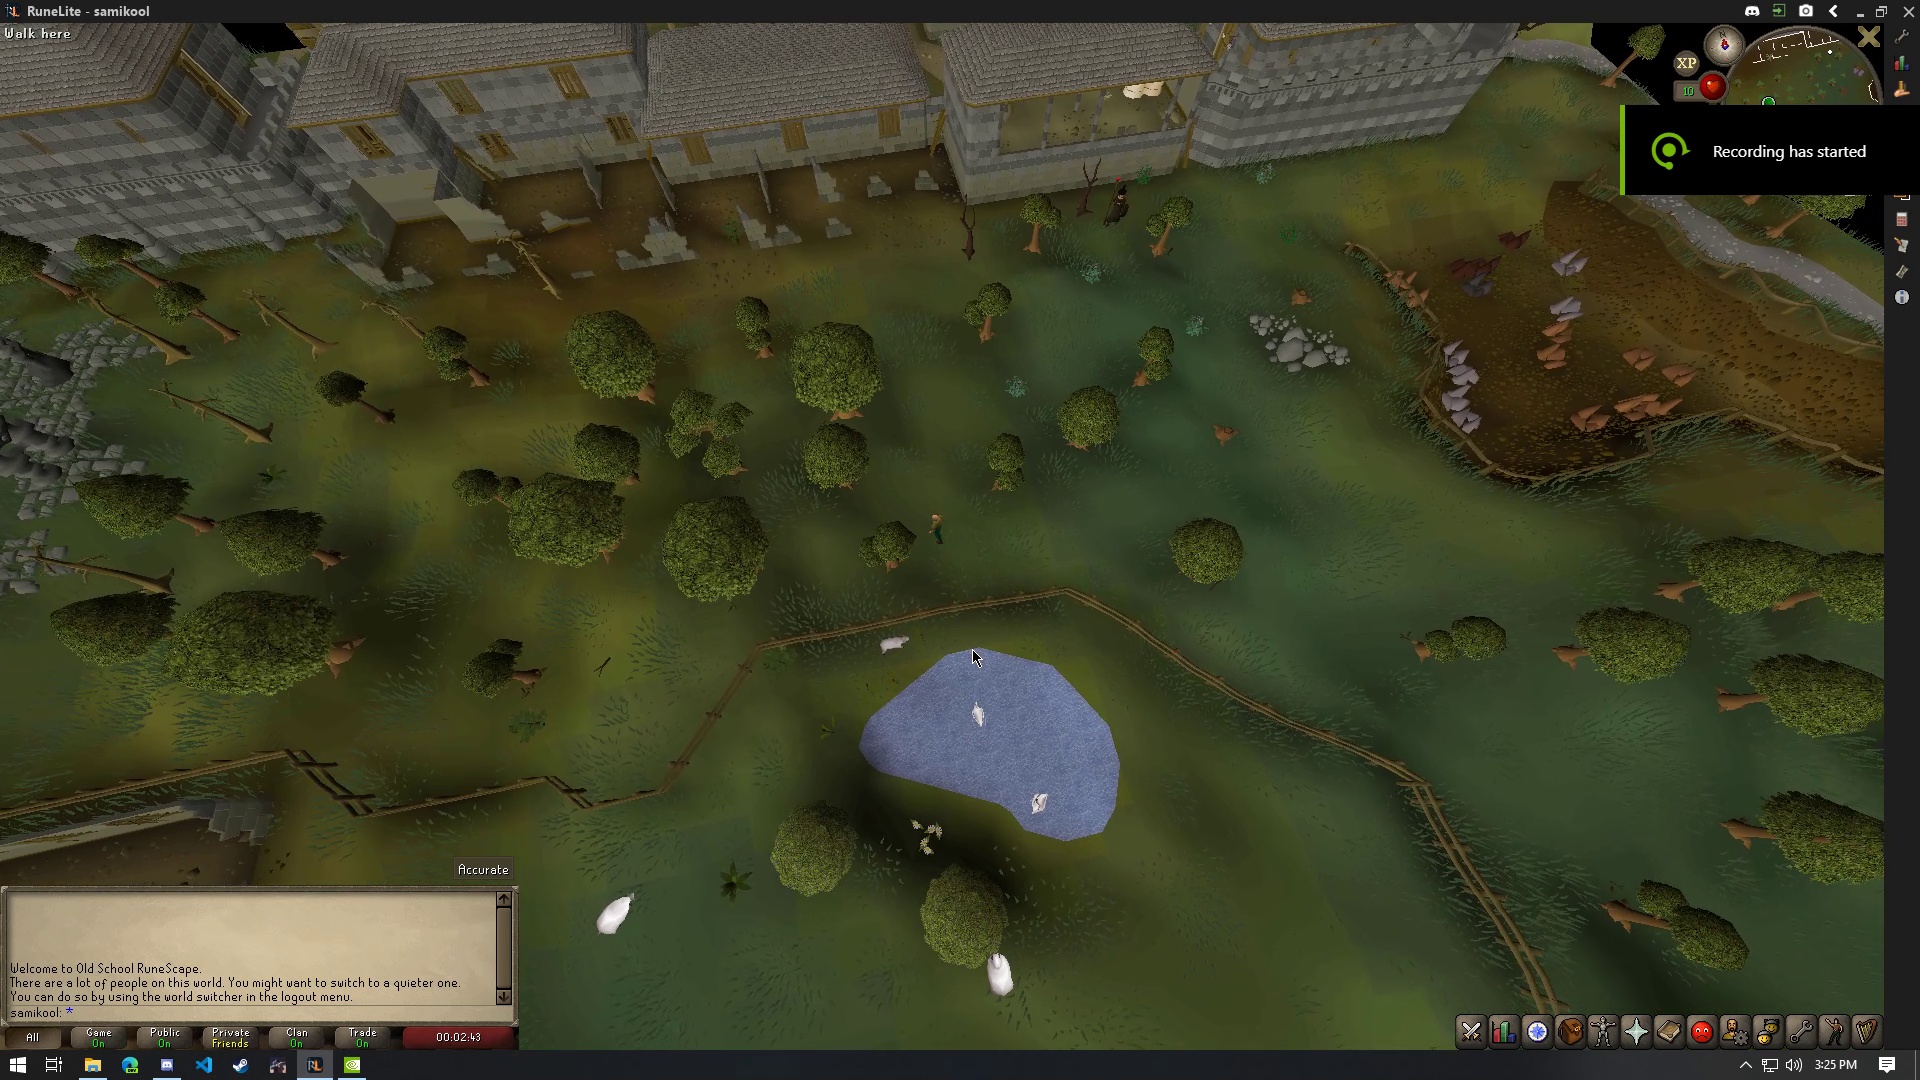 RuneLite - samikool
Walk here
N
XP
10
Recording has started
Accurate
Welcome to Old School RuneScape.
There are a lot of people on this world. You might want to switch to a quieter one.
You can do so by using the world switcher in the logout menu.
samikool: *
All
Game
On
Public
On
Private
Friends
Clan
On
Trade
On
00:02:43
3:25 PM